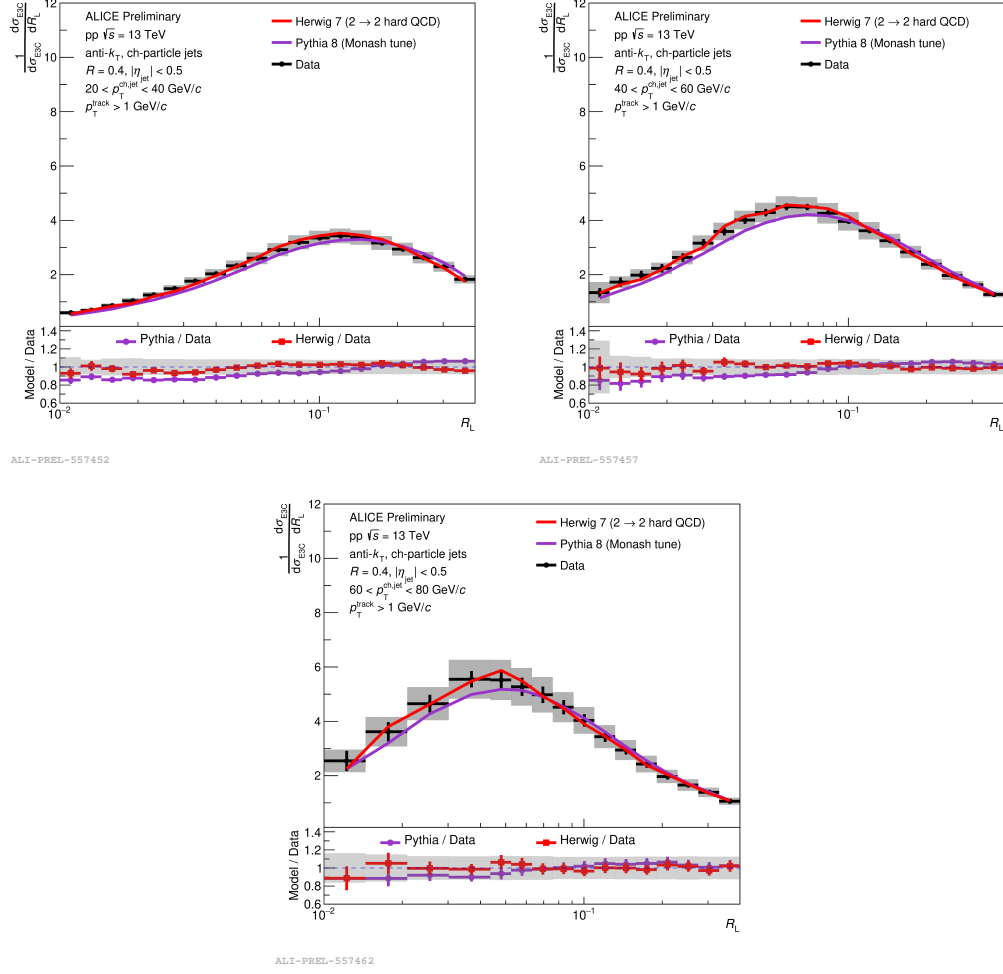 12
10
8
6
4
2
1 dσ_E3C
dσ_E3C dR_L
ALICE Preliminary
pp √s = 13 TeV
anti-k_T, ch-particle jets
R = 0.4, |η_jet| < 0.5
20 < p_T^ch,jet < 40 GeV/c
p_T^track > 1 GeV/c
Herwig 7 (2 → 2 hard QCD)
Pythia 8 (Monash tune)
Data
Model / Data
1.4
1.2
1.0
0.8
0.6
Pythia / Data
Herwig / Data
10⁻²
10⁻¹
R_L
ALI-PREL-557452
12
10
8
6
4
2
1 dσ_E3C
dσ_E3C dR_L
ALICE Preliminary
pp √s = 13 TeV
anti-k_T, ch-particle jets
R = 0.4, |η_jet| < 0.5
40 < p_T^ch,jet < 60 GeV/c
p_T^track > 1 GeV/c
Herwig 7 (2 → 2 hard QCD)
Pythia 8 (Monash tune)
Data
Model / Data
1.4
1.2
1.0
0.8
0.6
Pythia / Data
Herwig / Data
10⁻²
10⁻¹
R_L
ALI-PREL-557457
12
10
8
6
4
2
1 dσ_E3C
dσ_E3C dR_L
ALICE Preliminary
pp √s = 13 TeV
anti-k_T, ch-particle jets
R = 0.4, |η_jet| < 0.5
60 < p_T^ch,jet < 80 GeV/c
p_T^track > 1 GeV/c
Herwig 7 (2 → 2 hard QCD)
Pythia 8 (Monash tune)
Data
Model / Data
1.4
1.2
1.0
0.8
0.6
Pythia / Data
Herwig / Data
10⁻²
10⁻¹
R_L
ALI-PREL-557462